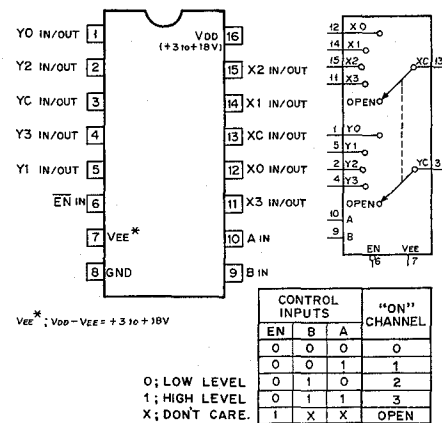 Y0 IN/OUT 1
Y2 IN/OUT 2
YC IN/OUT 3
Y3 IN/OUT 4
Y1 IN/OUT 5
EN IN 6
7 VEE*
8 GND
VDD 16
(+3 to +18V)
15 X2 IN/OUT
14 X1 IN/OUT
13 XC IN/OUT
12 X0 IN/OUT
11 X3 IN/OUT
10 A IN
9 B IN
12 X0
14 X1
15 X2
11 X3
OPEN
XC 13
1 Y0
5 Y1
2 Y2
4 Y3
OPEN
YC 3
10 A
9 B
EN VEE
6 7
VEE*; VDD-VEE = +3 to +18V
CONTROL INPUTS "ON" CHANNEL
EN B A
0 0 0 0
0 0 1 1
0 1 0 2
0 1 1 3
1 X X OPEN
0; LOW LEVEL
1; HIGH LEVEL
X; DON'T CARE.